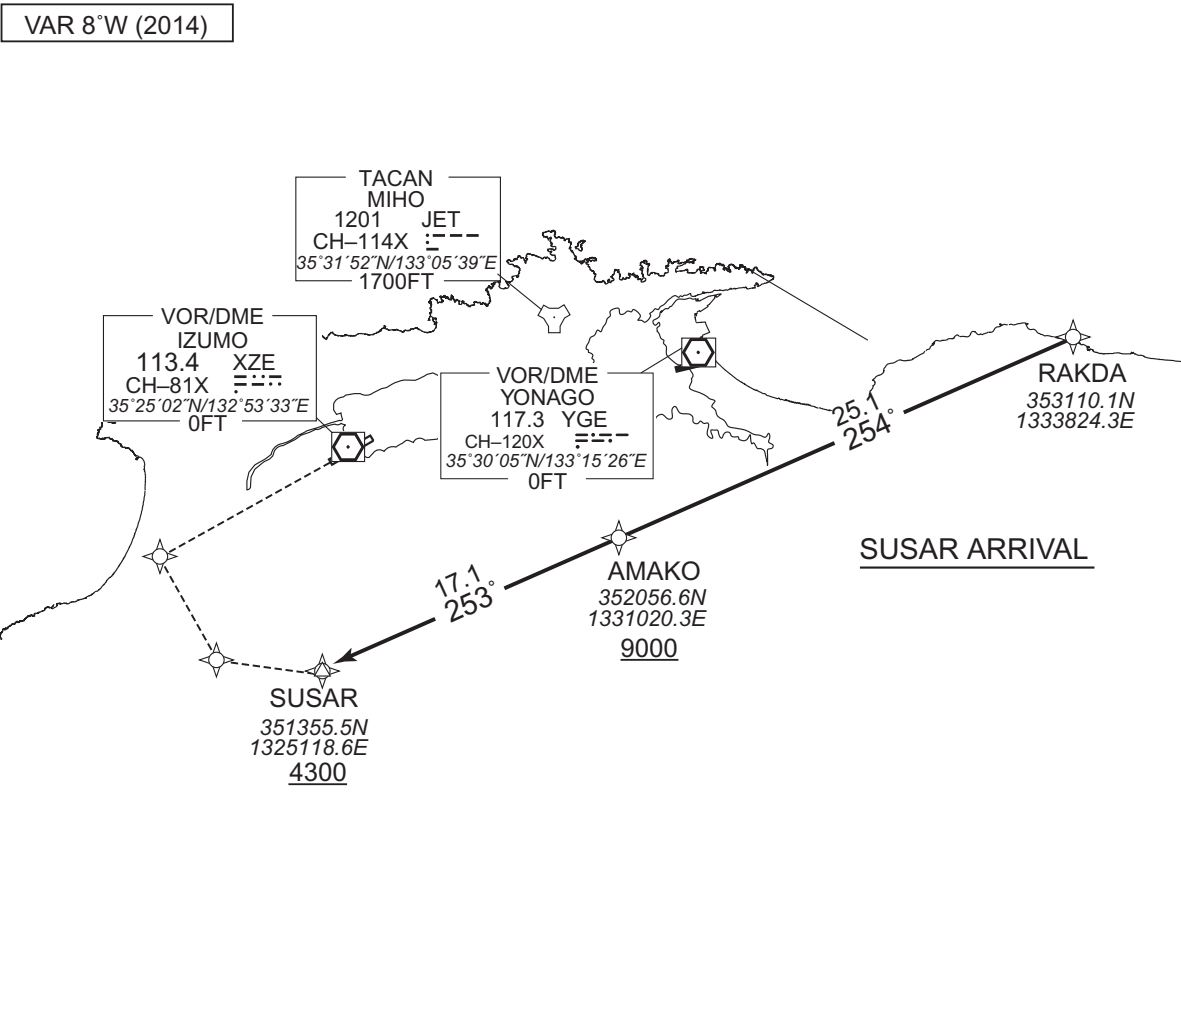 VAR 8˚W (2014)
TACAN
MIHO
1201 JET
CH–114X
35˚31´52˝N/133˚05´39˝E
1700FT
VOR/DME
IZUMO
113.4 XZE
CH–81X
35˚25´02˝N/132˚53´33˝E
0FT
VOR/DME
YONAGO
117.3 YGE
CH–120X
35˚30´05˝N/133˚15´26˝E
0FT
RAKDA
353110.1N
1333824.3E
25.1
254˚
SUSAR ARRIVAL
AMAKO
352056.6N
1331020.3E
9000
17.1
253˚
SUSAR
351355.5N
1325118.6E
4300